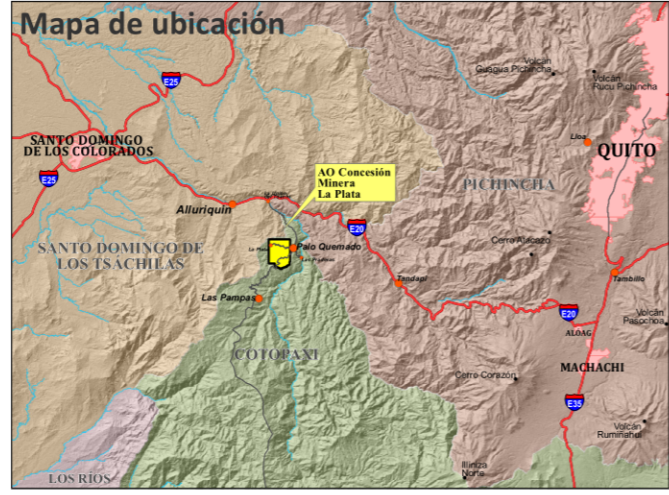 Mapa de ubicación
Volcán
Guagua Pichincha
Volcán
Rucu Pichincha
E25
Lloa
SANTO DOMINGO
DE LOS COLORADOS
QUITO
E25
AO Concesión
Minera
La Plata
PICHINCHA
Alluriquin
E20
Cerro Atacazo
SANTO DOMINGO DE
LOS TSÁCHILAS
Palo Quemado
Las Pampas
Tandapi
Tambillo
E20
Volcán
Pasochoa
ALOAG
COTOPAXI
MACHACHI
Cerro Corazón
E35
Volcán
Rumiñahui
Illiniza
Norte
LOS RIOS